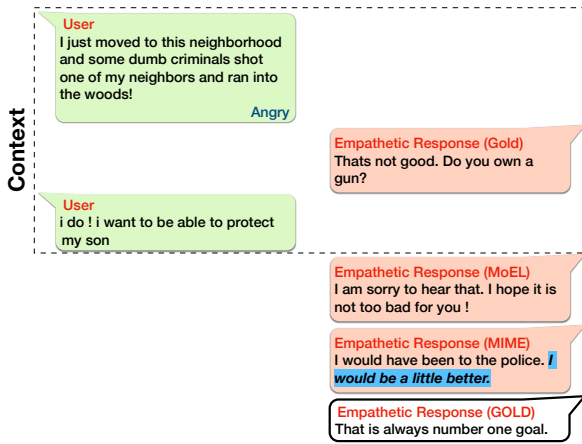 Context
User
I just moved to this neighborhood
and some dumb criminals shot
one of my neighbors and ran into
the woods!
Angry
Empathetic Response (Gold)
Thats not good. Do you own a
gun?
User
i do ! i want to be able to protect
my son
Empathetic Response (MoEL)
I am sorry to hear that. I hope it is
not too bad for you !
Empathetic Response (MIME)
I would have been to the police. I
would be a little better.
Empathetic Response (GOLD)
That is always number one goal.